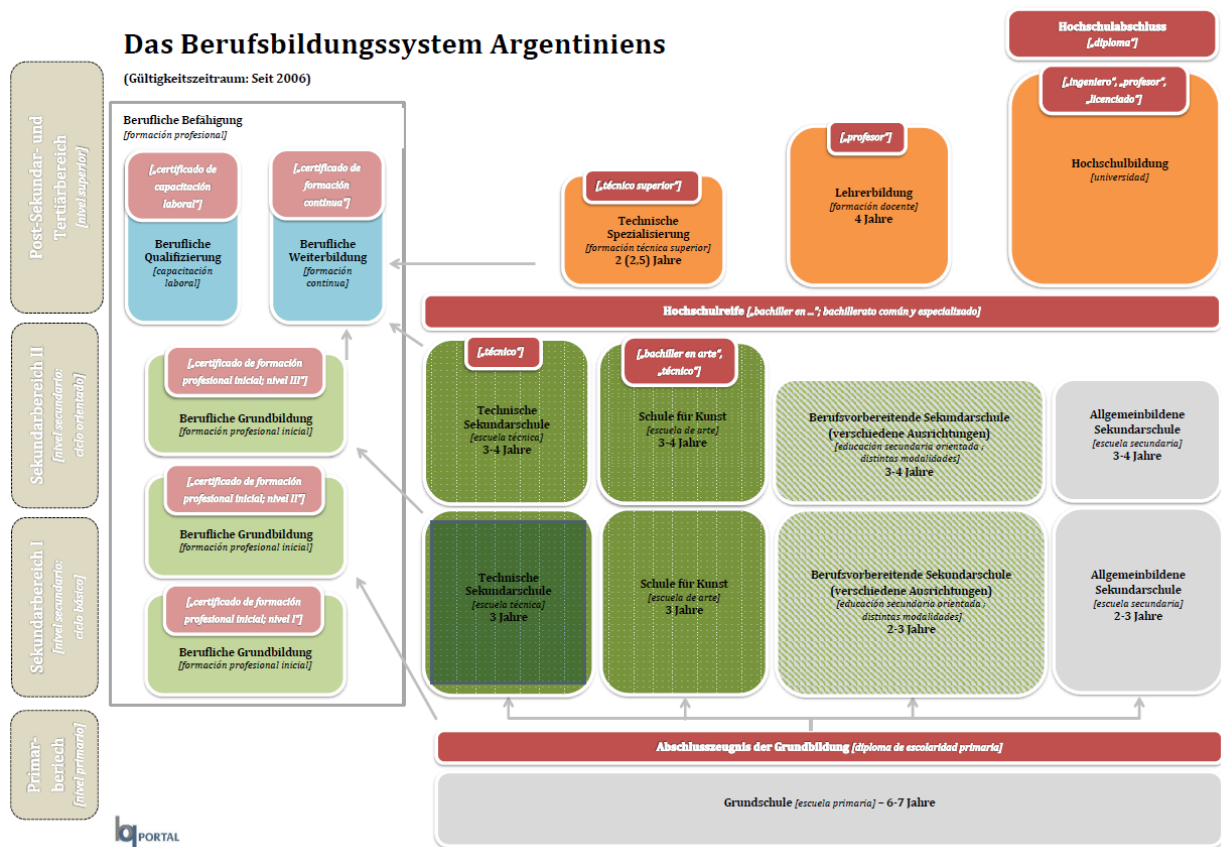 Das Berufsbildungssystem Argentiniens
(Gültigkeitszeitraum: Seit 2006)
Hochschulabschluss
[„diploma“]
[„ingeniero“, „profesor“,
„licenciado“]
Hochschulbildung
[universidad]
[„profesor“]
Lehrerbildung
[formación docente]
4 Jahre
[„técnico superior“]
Technische
Spezialisierung
[formación técnica superior]
2 (2,5) Jahre
Berufliche Befähigung
[formación profesional]
[„certificado de
capacitación
laboral“]
Berufliche
Qualifizierung
[capacitación
laboral]
[„certificado de
formación
continua“]
Berufliche
Weiterbildung
[formación
continua]
Post-Sekundar- und
Tertiärbereich
[nivel superior]
Hochschulreife [„bachiller en ...“; bachillerato común y especializado]
Sekundarbereich II
[nivel secundario:
ciclo orientado]
[„certificado de formación
profesional inicial; nivel III“]
Berufliche Grundbildung
[formación profesional inicial]
[„certificado de formación
profesional inicial; nivel II“]
Berufliche Grundbildung
[formación profesional inicial]
[„técnico“]
Technische
Sekundarschule
[escuela técnica]
3-4 Jahre
[„bachiller en arte“,
„técnico“]
Schule für Kunst
[escuela de arte]
3-4 Jahre
Berufsvorbereitende Sekundarschule
(verschiedene Ausrichtungen)
[educación secundaria orientada ;
distintas modalidades]
3-4 Jahre
Allgemeinbildene
Sekundarschule
[escuela secundaria]
3-4 Jahre
Sekundarbereich I
[nivel secundario:
ciclo básico]
[„certificado de formación
profesional inicial; nivel I“]
Berufliche Grundbildung
[formación profesional inicial]
Technische
Sekundarschule
[escuela técnica]
3 Jahre
Schule für Kunst
[escuela de arte]
3 Jahre
Berufsvorbereitende Sekundarschule
(verschiedene Ausrichtungen)
[educación secundaria orientada ;
distintas modalidades]
2-3 Jahre
Allgemeinbildene
Sekundarschule
[escuela secundaria]
2-3 Jahre
Primar-
beriech
[nivel primario]
Abschlusszeugnis der Grundbildung [diploma de escolaridad primaria]
Grundschule [escuela primaria] – 6-7 Jahre
bq PORTAL